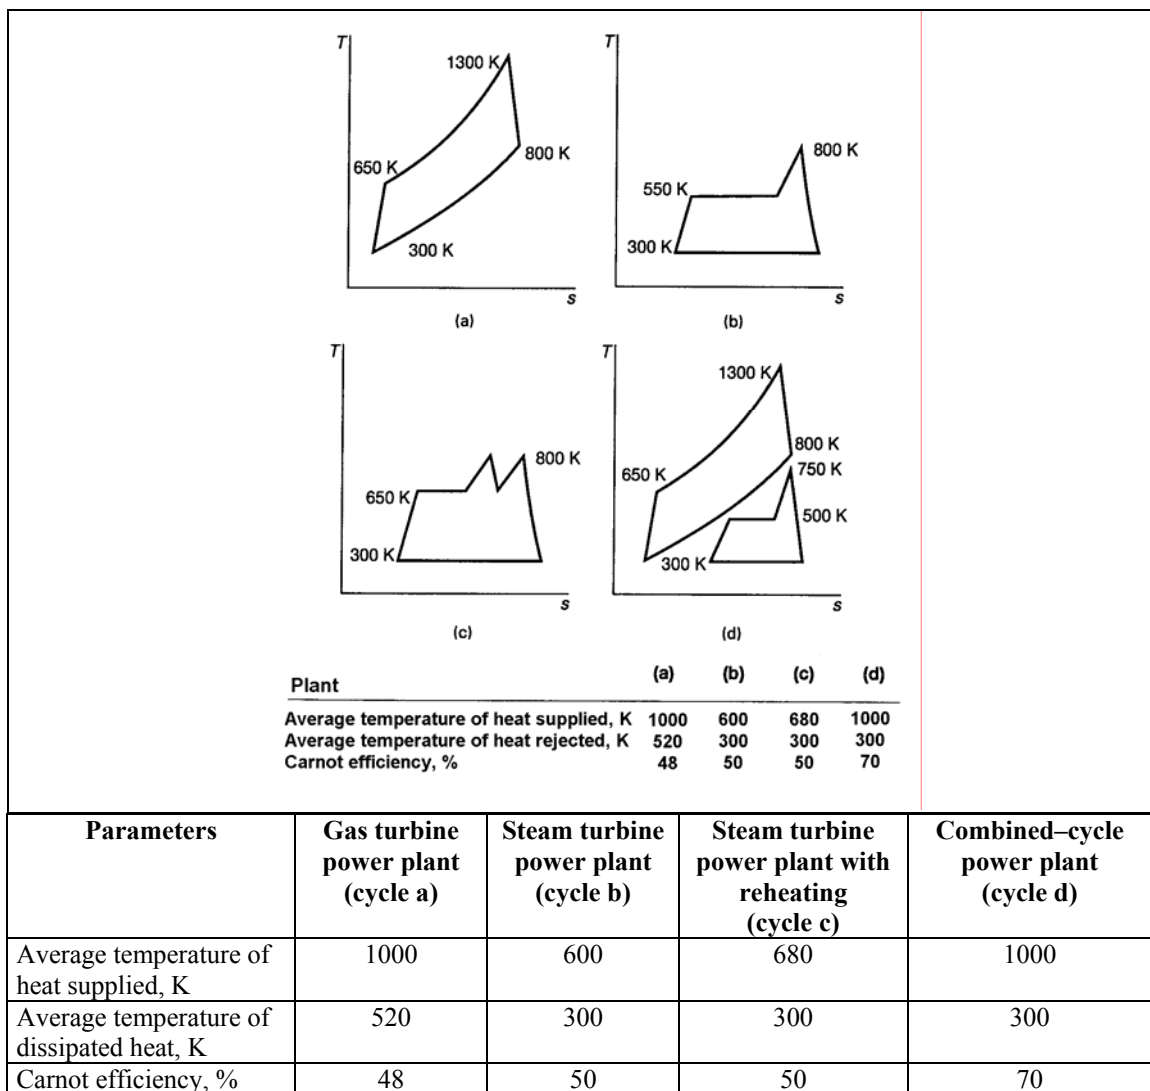 T
1300 K
650 K
800 K
300 K
s
(a)
T
800 K
550 K
300 K
s
(b)
T
800 K
650 K
300 K
s
(c)
T
1300 K
800 K
750 K
650 K
500 K
300 K
s
(d)
Plant (a) (b) (c) (d)
Average temperature of heat supplied, K 1000 600 680 1000
Average temperature of heat rejected, K 520 300 300 300
Carnot efficiency, % 48 50 50 70
Parameters Gas turbine Steam turbine Steam turbine Combined–cycle
power plant power plant power plant with power plant
(cycle a) (cycle b) reheating (cycle d)
(cycle c)
Average temperature of 1000 600 680 1000
heat supplied, K
Average temperature of 520 300 300 300
dissipated heat, K
Carnot efficiency, % 48 50 50 70